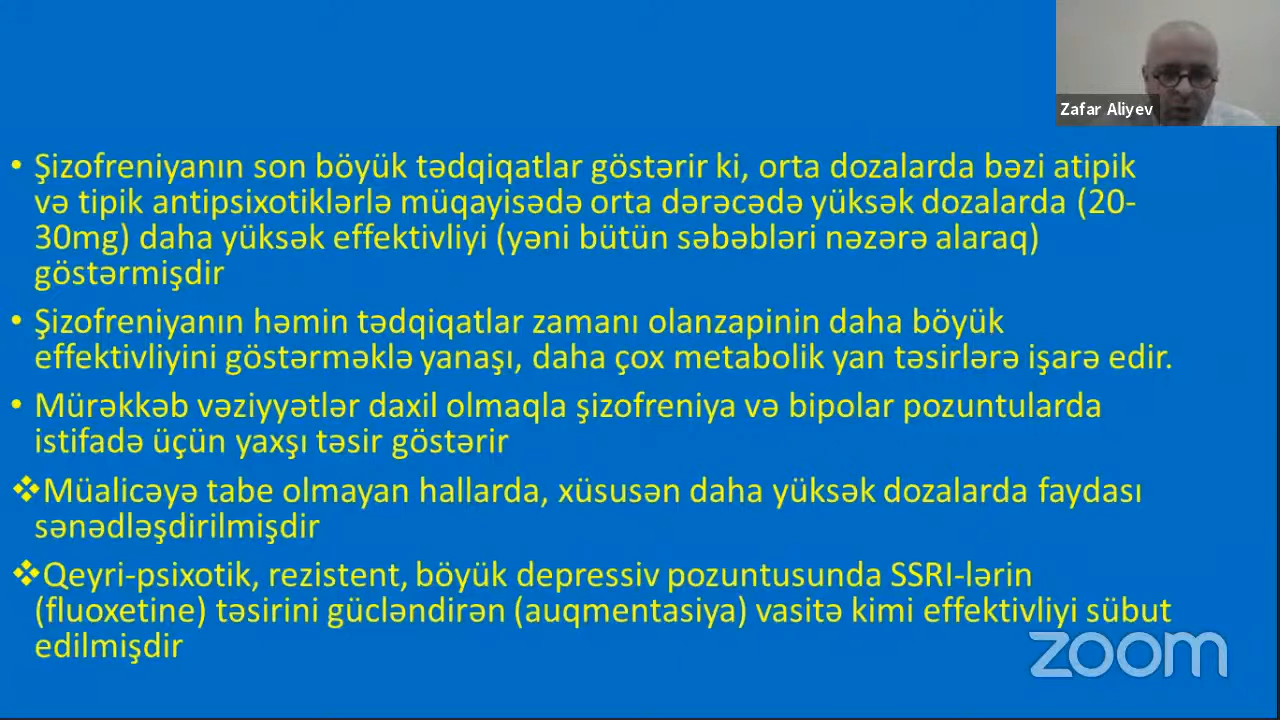 Zafar Aliyev
• Şizofreniyanın son böyük tədqiqatlar göstərir ki, orta dozalarda bəzi atipik
və tipik antipsixotiklərlə müqayisədə orta dərəcədə yüksək dozalarda (20-
30mg) daha yüksək effektivliyi (yəni bütün səbəbləri nəzərə alaraq)
göstərmişdir
• Şizofreniyanın həmin tədqiqatlar zamanı olanzapinin daha böyük
effektivliyini göstərməklə yanaşı, daha çox metabolik yan təsirlərə işarə edir.
• Mürəkkəb vəziyyətlər daxil olmaqla şizofreniya və bipolar pozuntularda
istifadə üçün yaxşı təsir göstərir
❖Müalicəyə tabe olmayan hallarda, xüsusən daha yüksək dozalarda faydası
sənədləşdirilmişdir
❖Qeyri-psixotik, rezistent, böyük depressiv pozuntusunda SSRI-lərin
(fluoxetine) təsirini gücləndirən (auqmentasiya) vasitə kimi effektivliyi sübut
edilmişdir
zoom